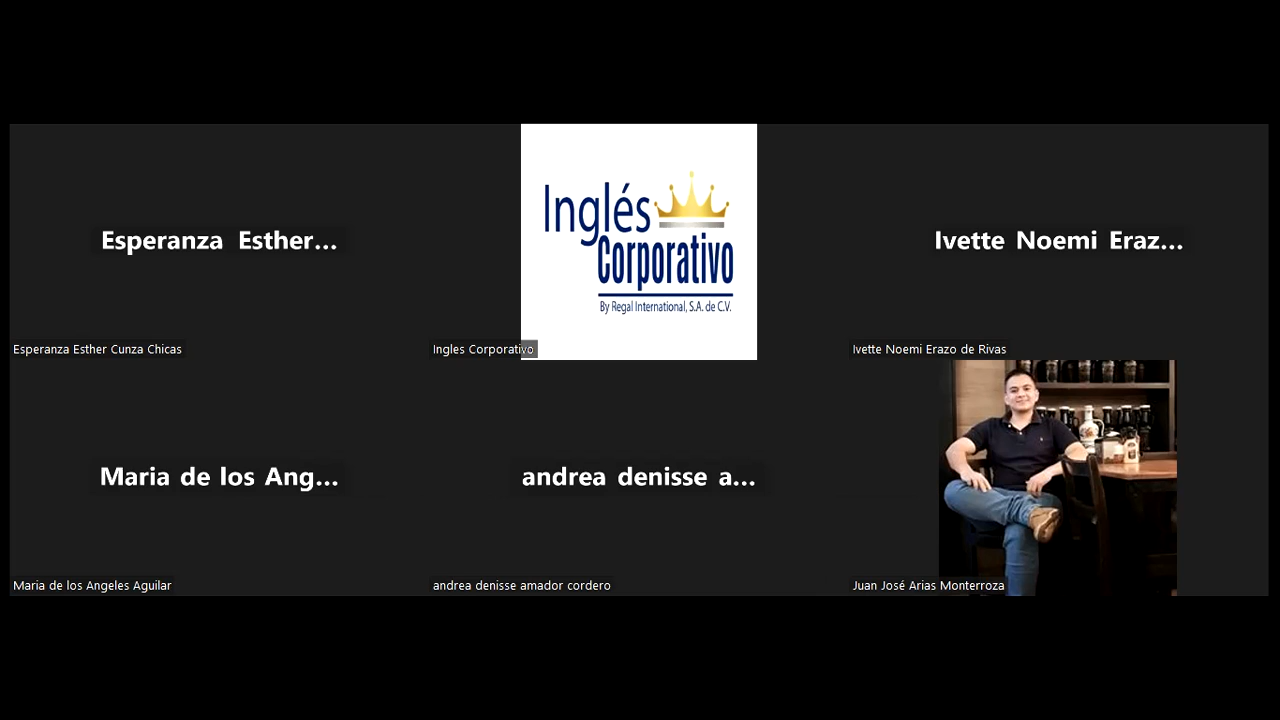 Esperanza Esther...
Esperanza Esther Cunza Chicas
Inglés
Corporativo
By Regal International, S.A. de C.V.
Ingles Corporativo
Ivette Noemi Eraz...
Ivette Noemi Erazo de Rivas
Maria de los Ang...
Maria de los Angeles Aguilar
andrea denisse a...
andrea denisse amador cordero
Juan José Arias Monterroza